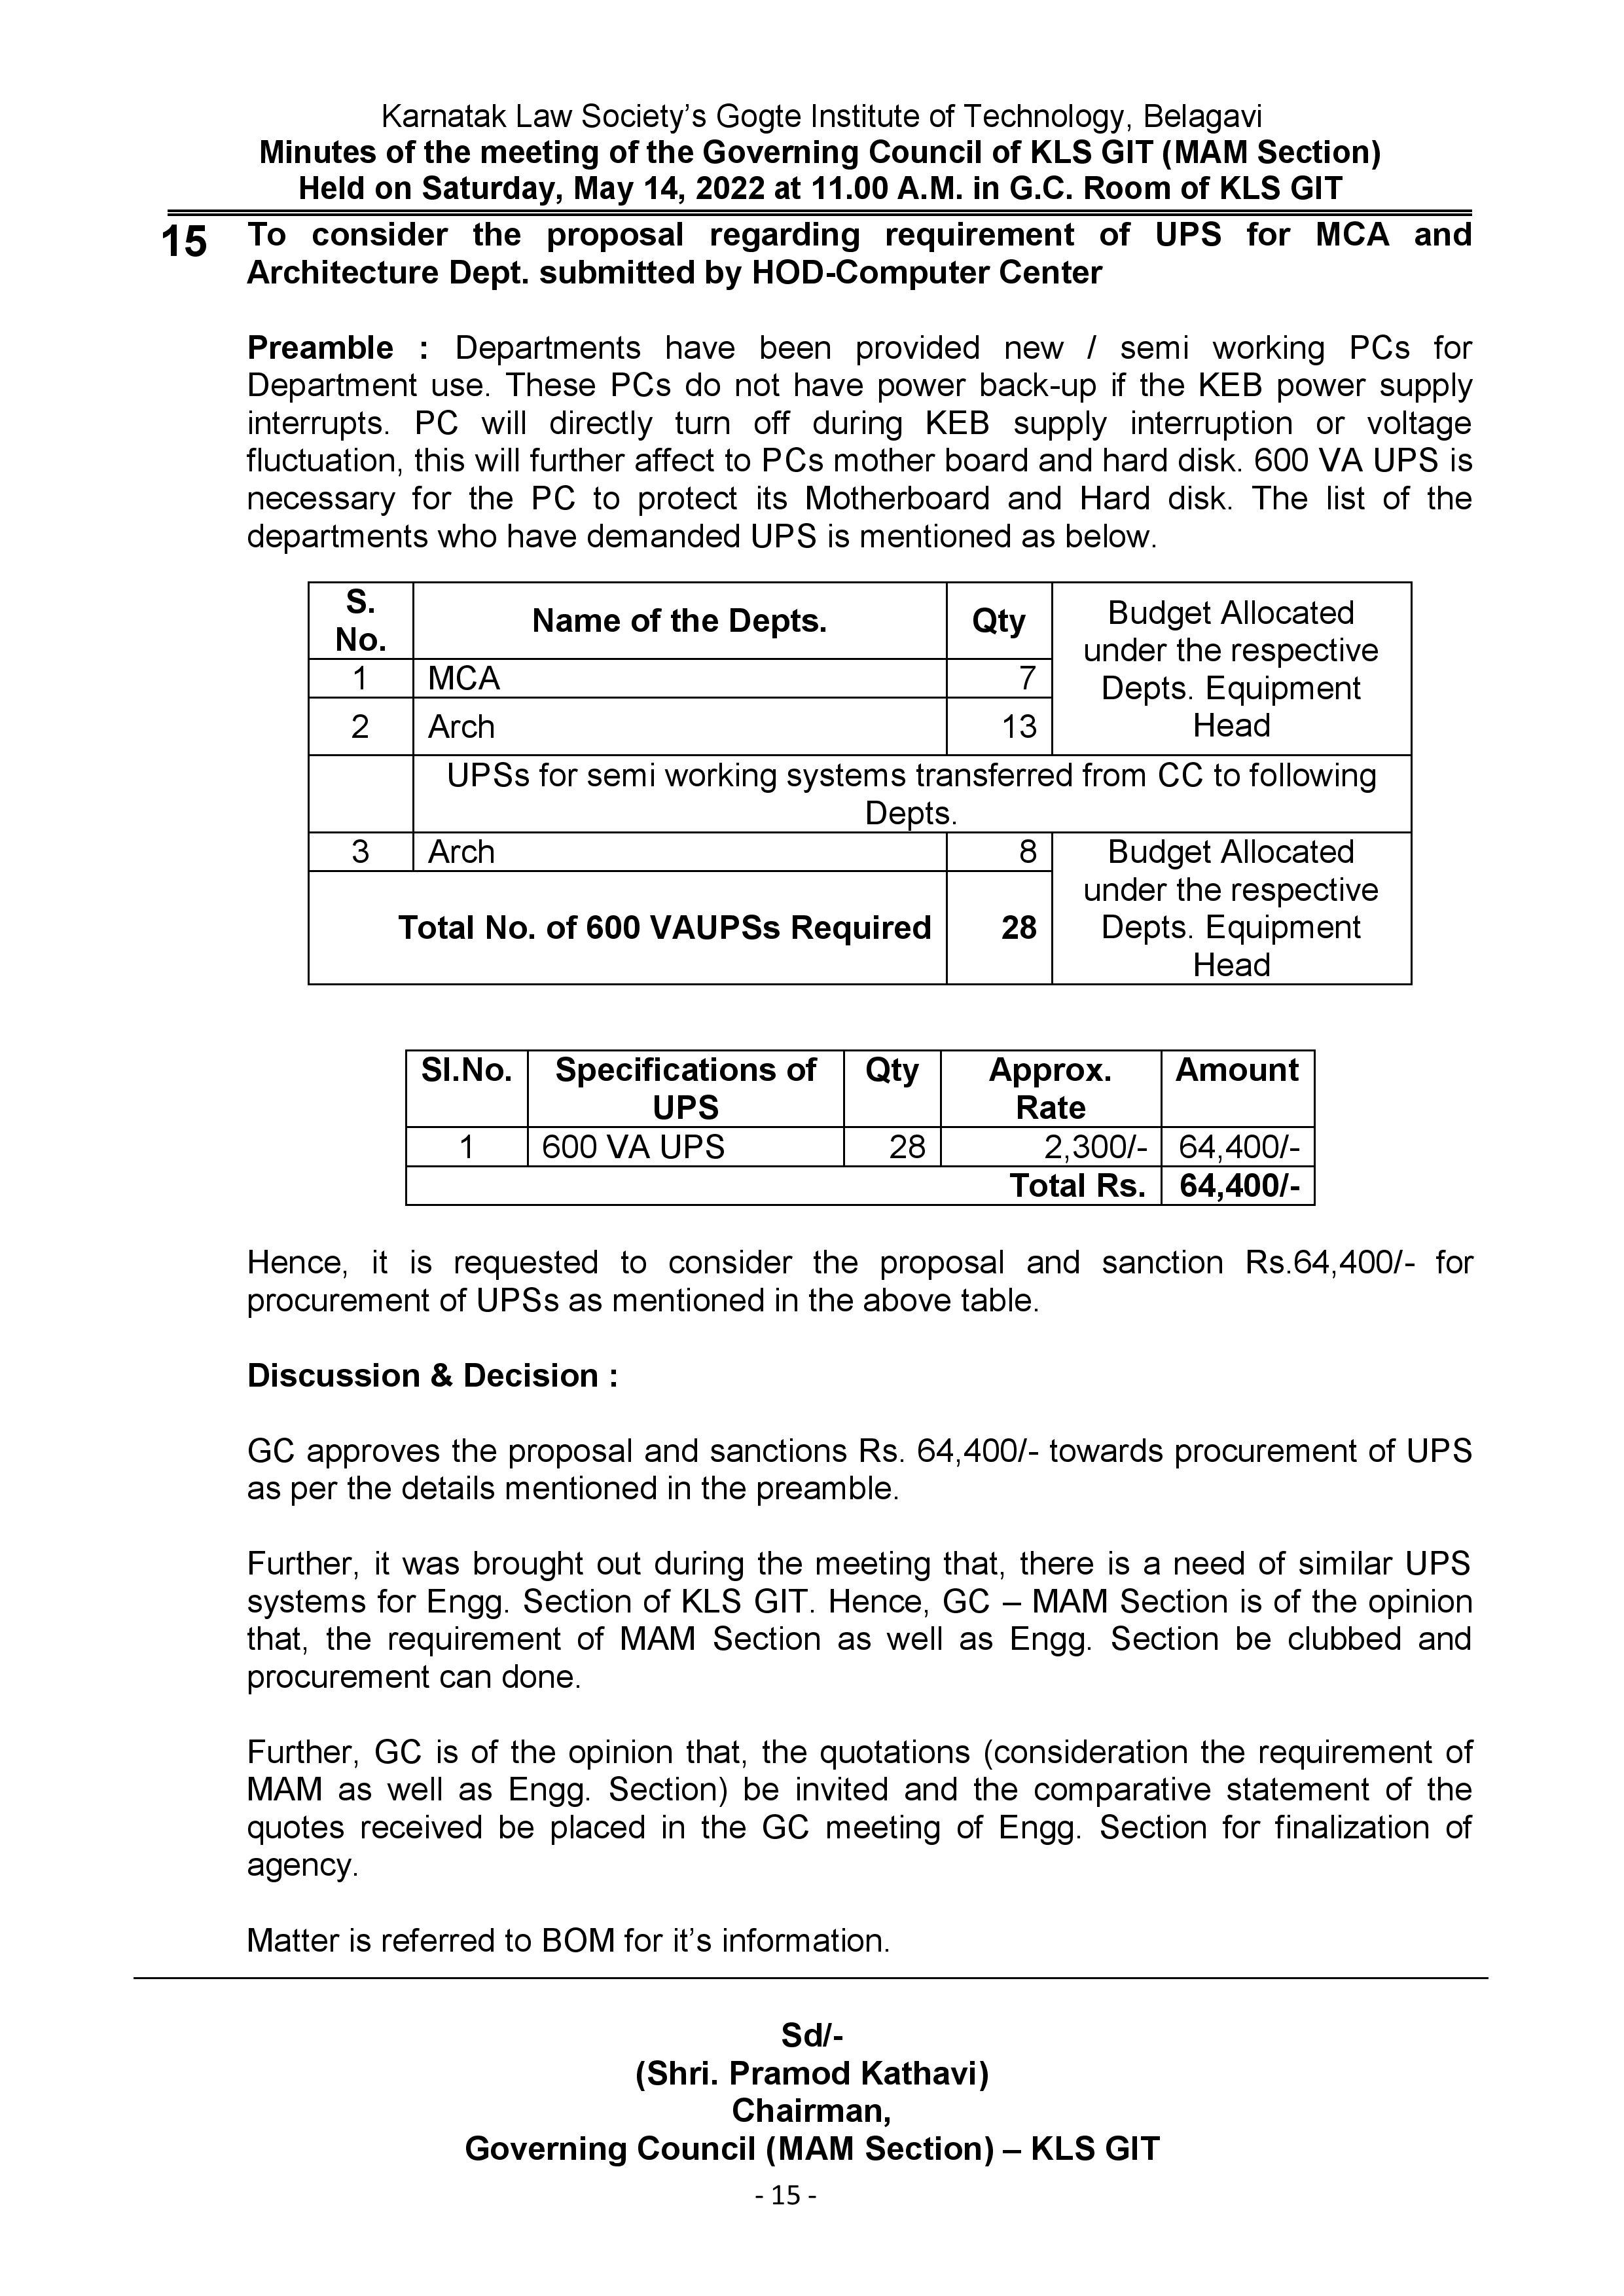 Karnatak Law Society’s Gogte Institute of Technology, Belagavi
Minutes of the meeting of the Governing Council of KLS GIT (MAM Section)
Held on Saturday, May 14, 2022 at 11.00 A.M. in G.C. Room of KLS GIT
15 To consider the proposal regarding requirement of UPS for MCA and
Architecture Dept. submitted by HOD-Computer Center
Preamble : Departments have been provided new / semi working PCs for
Department use. These PCs do not have power back-up if the KEB power supply
interrupts. PC will directly turn off during KEB supply interruption or voltage
fluctuation, this will further affect to PCs mother board and hard disk. 600 VA UPS is
necessary for the PC to protect its Motherboard and Hard disk. The list of the
departments who have demanded UPS is mentioned as below.
S.
No.
Name of the Depts.
Qty
Budget Allocated
under the respective
Depts. Equipment
Head
1 MCA 7
2 Arch 13
UPSs for semi working systems transferred from CC to following
Depts.
3 Arch 8
Budget Allocated
under the respective
Depts. Equipment
Head
Total No. of 600 VAUPSs Required 28
Sl.No. Specifications of Qty Approx. Amount
UPS Rate
1 600 VA UPS 28 2,300/- 64,400/-
Total Rs. 64,400/-
Hence, it is requested to consider the proposal and sanction Rs.64,400/- for
procurement of UPSs as mentioned in the above table.
Discussion & Decision :
GC approves the proposal and sanctions Rs. 64,400/- towards procurement of UPS
as per the details mentioned in the preamble.
Further, it was brought out during the meeting that, there is a need of similar UPS
systems for Engg. Section of KLS GIT. Hence, GC – MAM Section is of the opinion
that, the requirement of MAM Section as well as Engg. Section be clubbed and
procurement can done.
Further, GC is of the opinion that, the quotations (consideration the requirement of
MAM as well as Engg. Section) be invited and the comparative statement of the
quotes received be placed in the GC meeting of Engg. Section for finalization of
agency.
Matter is referred to BOM for it’s information.
Sd/-
(Shri. Pramod Kathavi)
Chairman,
Governing Council (MAM Section) – KLS GIT
- 15 -